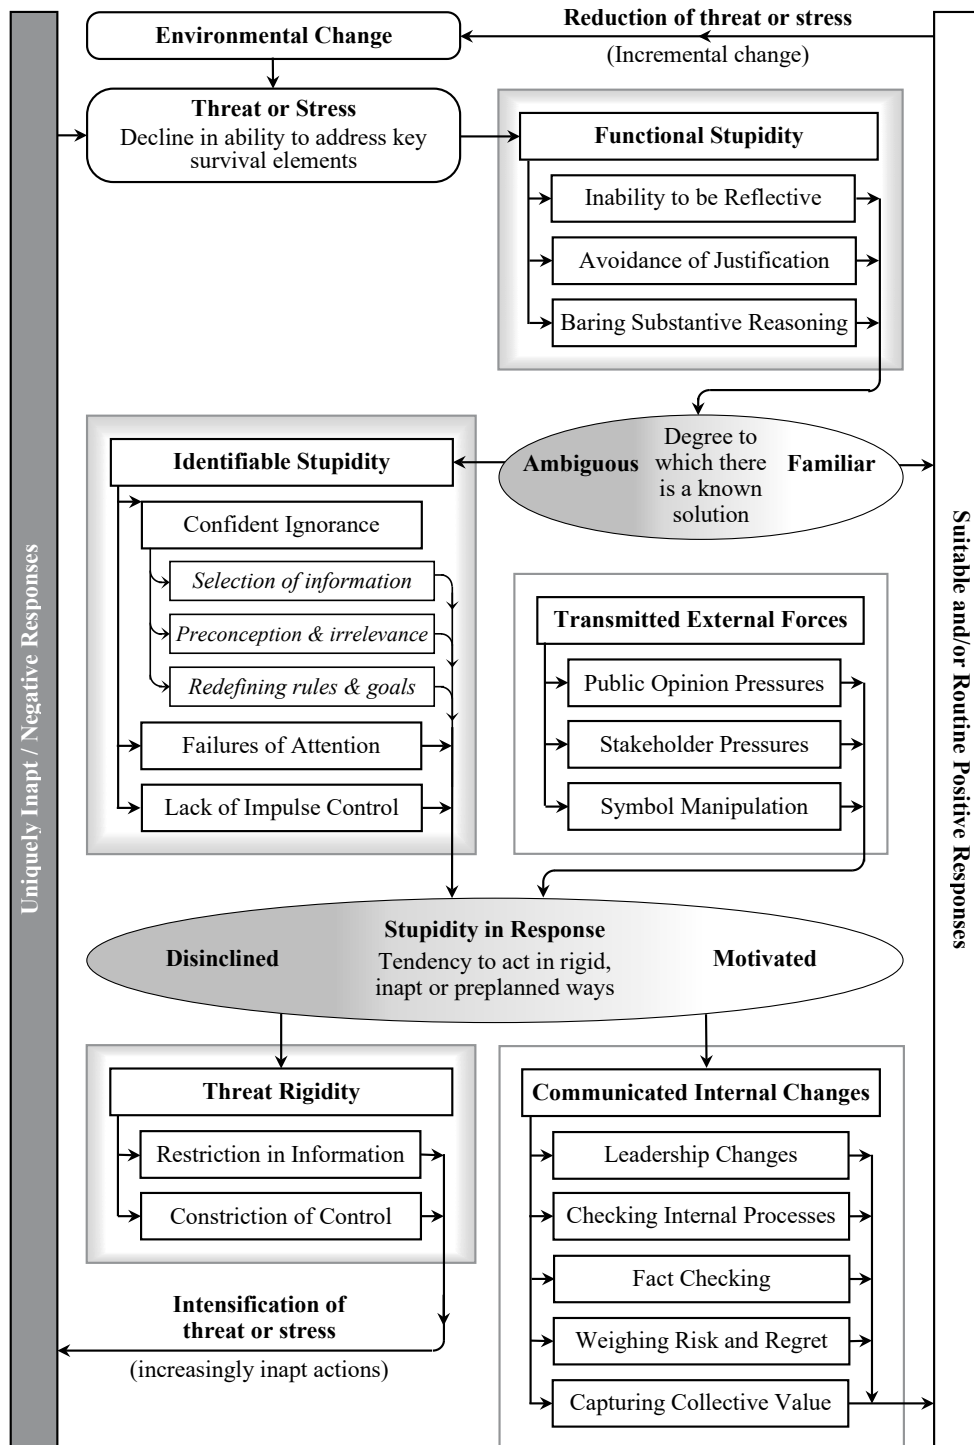 Reduction of threat or stress
(Incremental change)
Environmental Change
Threat or Stress
Decline in ability to address key
survival elements
Functional Stupidity
Inability to be Reflective
Avoidance of Justification
Baring Substantive Reasoning
Ambiguous
Degree to
which there
is a known
solution
Familiar
Identifiable Stupidity
Confident Ignorance
Selection of information
Preconception & irrelevance
Redefining rules & goals
Failures of Attention
Lack of Impulse Control
Transmitted External Forces
Public Opinion Pressures
Stakeholder Pressures
Symbol Manipulation
Uniquely Inapt / Negative Responses
Suitable and/or Routine Positive Responses
Stupidity in Response
Disinclined
Tendency to act in rigid,
inapt or preplanned ways
Motivated
Threat Rigidity
Restriction in Information
Constriction of Control
Intensification of
threat or stress
(increasingly inapt actions)
Communicated Internal Changes
Leadership Changes
Checking Internal Processes
Fact Checking
Weighing Risk and Regret
Capturing Collective Value